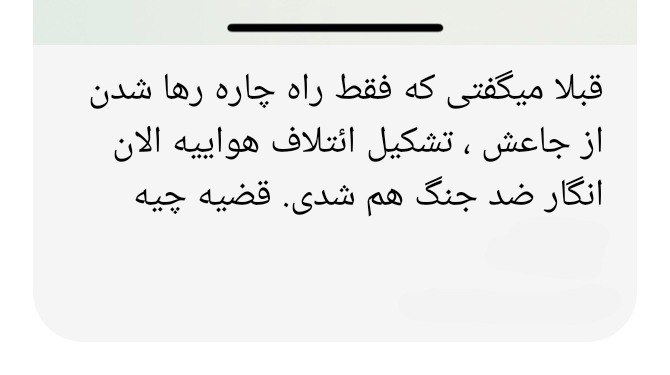 قبلا میگفتی که فقط راه چاره رها شدن
از جاعش ، تشکیل ائتلاف هواییه الان
انگار ضد جنگ هم شدی. قضیه چیه